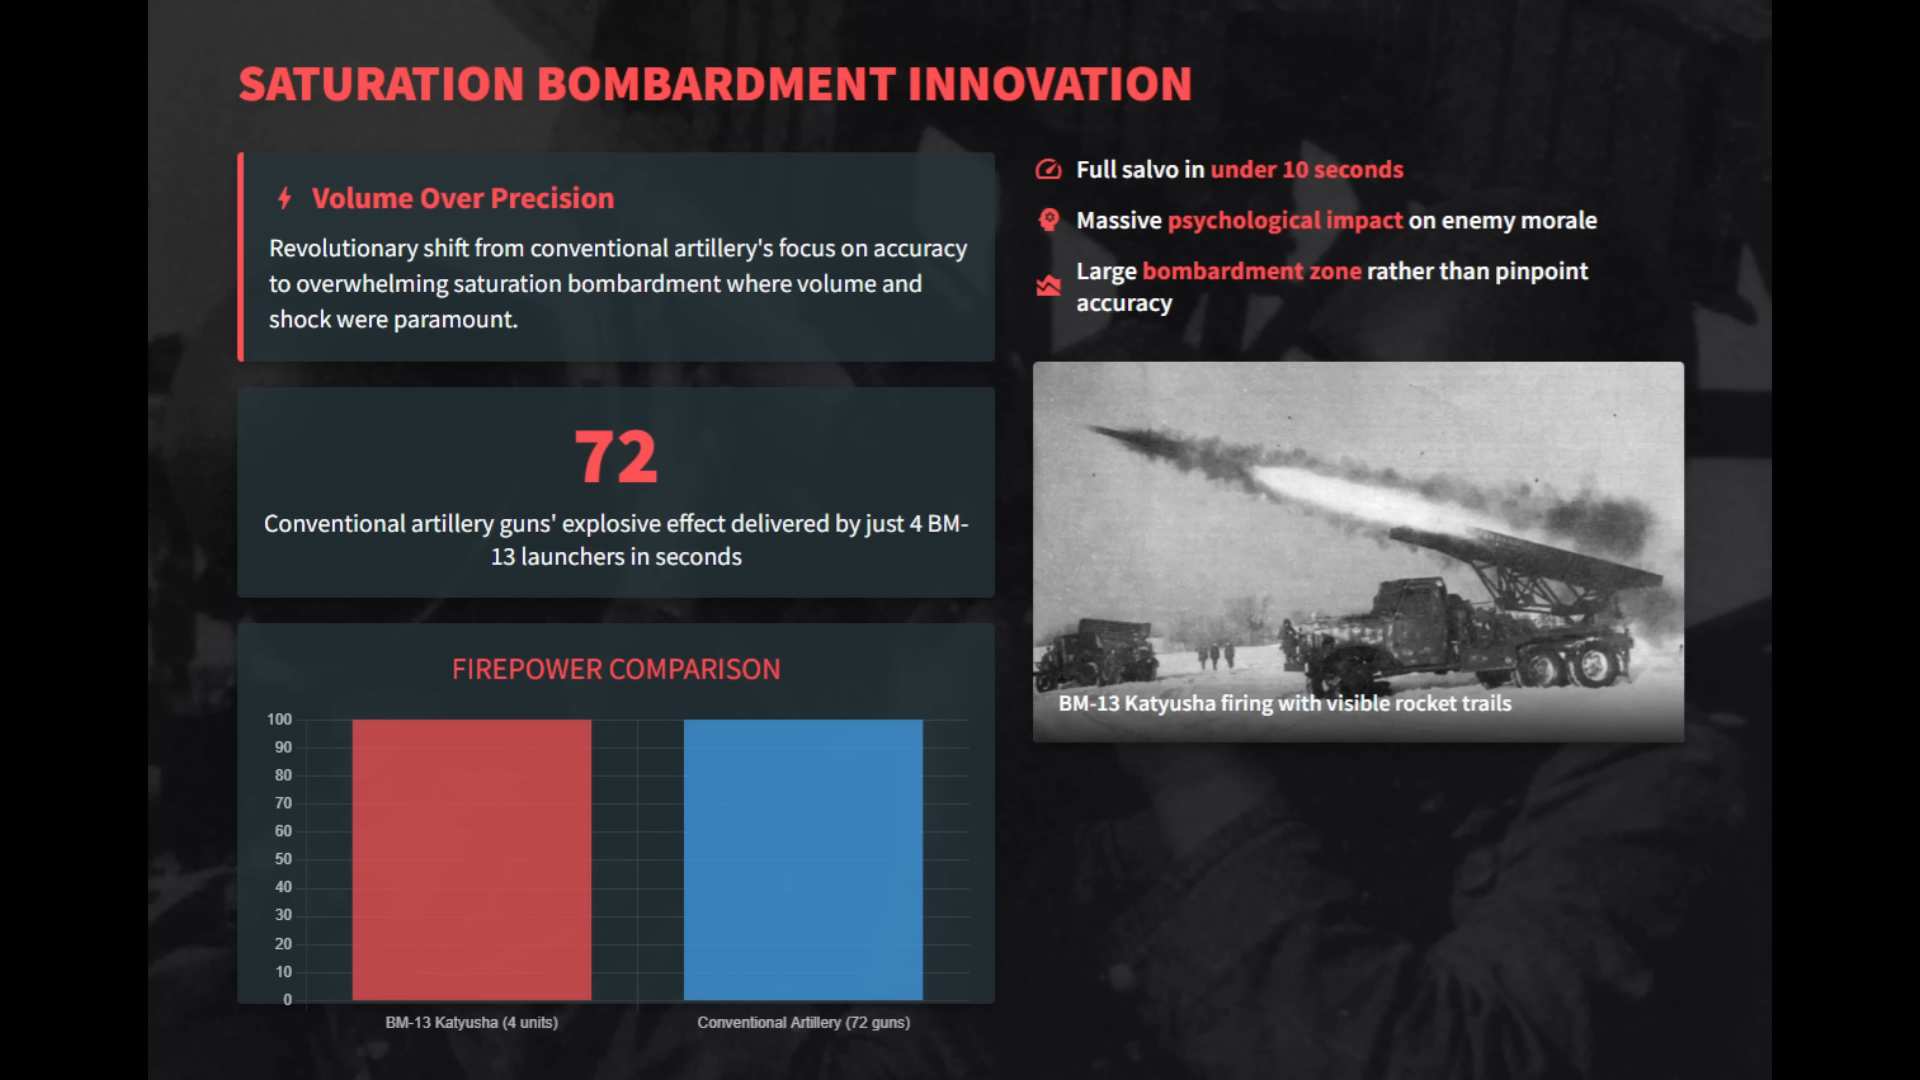 SATURATION BOMBARDMENT INNOVATION
Volume Over Precision
Revolutionary shift from conventional artillery's focus on accuracy
to overwhelming saturation bombardment where volume and
shock were paramount.
72
Conventional artillery guns' explosive effect delivered by just 4 BM-
13 launchers in seconds
FIREPOWER COMPARISON
100
90
80
70
60
50
40
30
20
10
0
BM-13 Katyusha (4 units)
Conventional Artillery (72 guns)
Full salvo in under 10 seconds
Massive psychological impact on enemy morale
Large bombardment zone rather than pinpoint
accuracy
BM-13 Katyusha firing with visible rocket trails